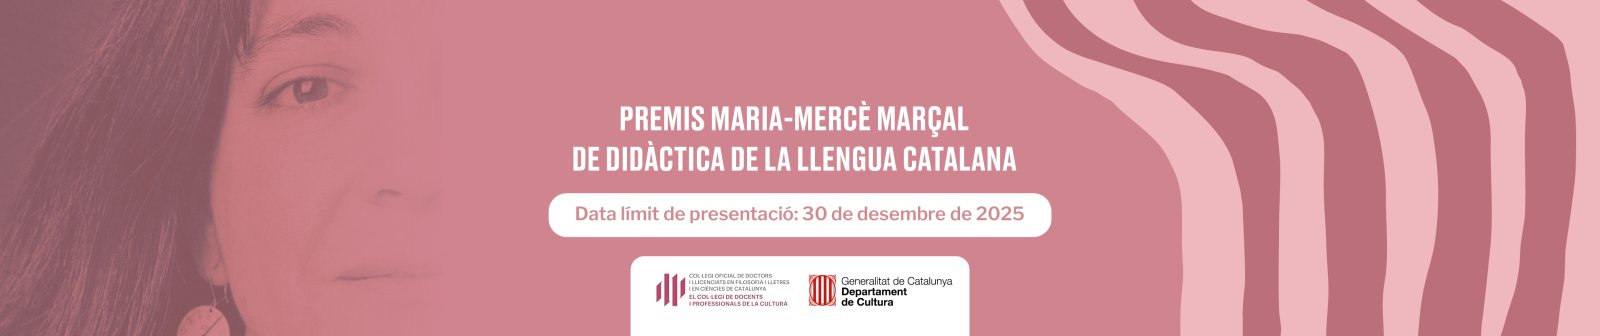 PREMIS MARIA-MERCÈ MARÇAL
DE DIDÀCTICA DE LA LLENGUA CATALANA
Data límit de presentació: 30 de desembre de 2025
COL·LEGI OFICIAL DE DOCTORS
I LLICENCIATS EN FILOSOFIA I LLETRES
I EN CIÈNCIES DE CATALUNYA
EL COL·LEGI DE DOCENTS
I PROFESSIONALS DE LA CULTURA
Generalitat de Catalunya
Departament
de Cultura